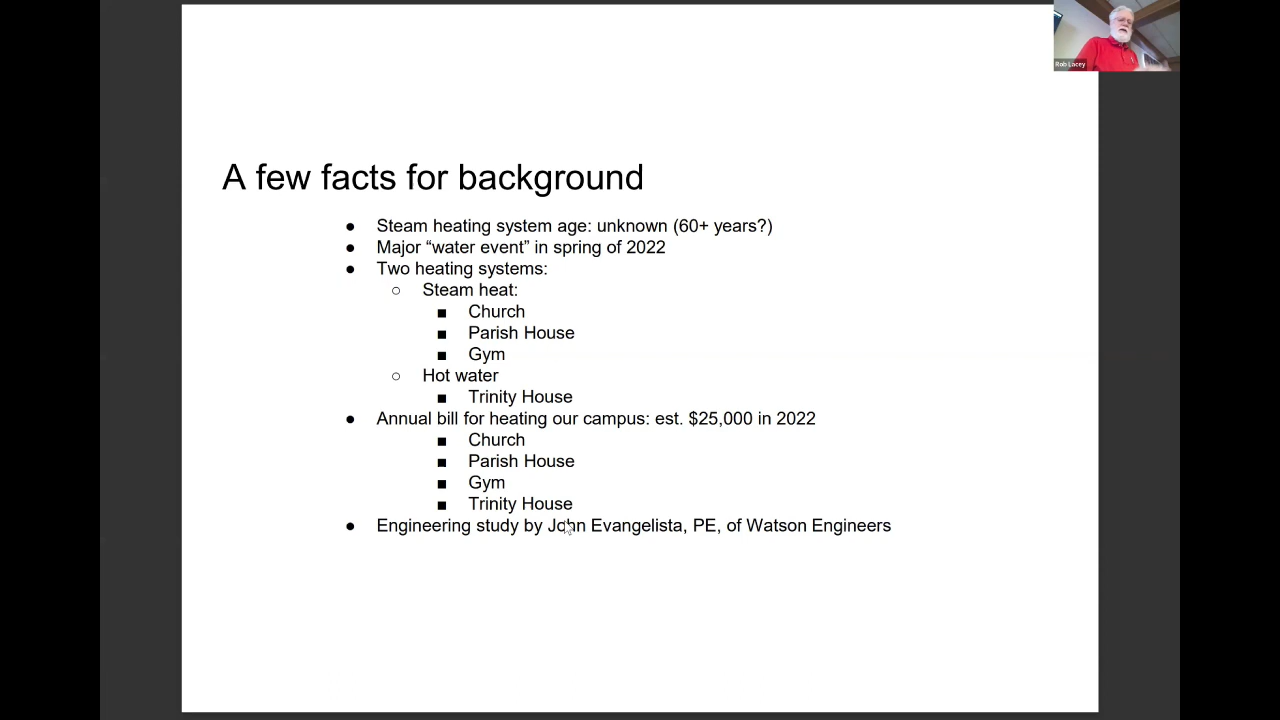 Rob Lacey
A few facts for background
● Steam heating system age: unknown (60+ years?)
● Major “water event” in spring of 2022
● Two heating systems:
○ Steam heat:
■ Church
■ Parish House
■ Gym
○ Hot water
■ Trinity House
● Annual bill for heating our campus: est. $25,000 in 2022
■ Church
■ Parish House
■ Gym
■ Trinity House
● Engineering study by John Evangelista, PE, of Watson Engineers